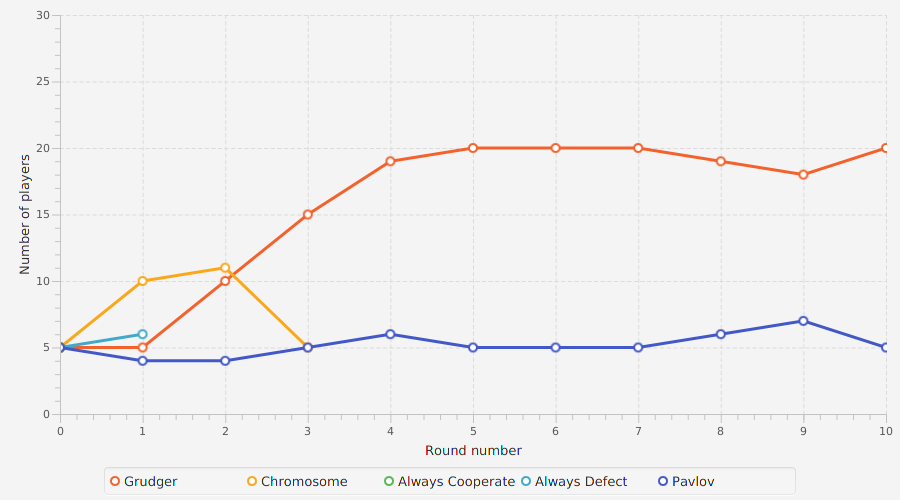 30
25
20
15
10
5
0
Number of players
0 1 2 3 4 5 6 7 8 9 10
Round number
Grudger Chromosome Always Cooperate Always Defect Pavlov